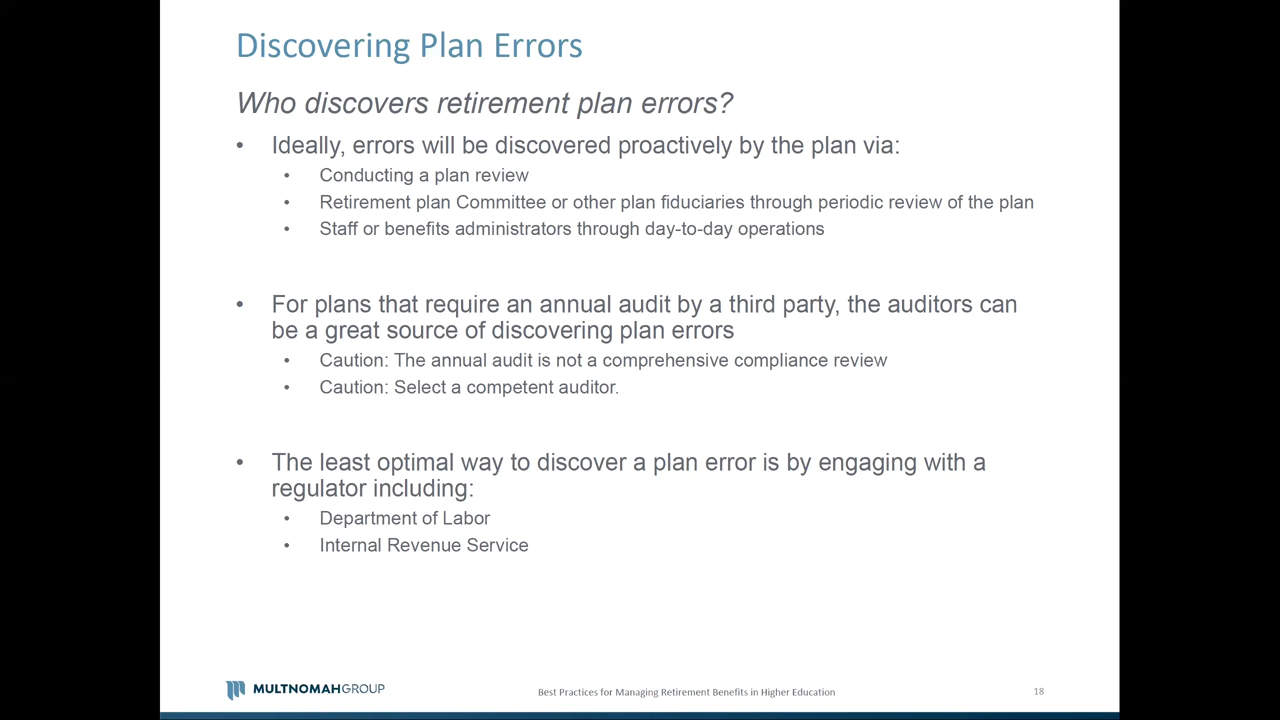 Discovering Plan Errors
Who discovers retirement plan errors?
• Ideally, errors will be discovered proactively by the plan via:
• Conducting a plan review
• Retirement plan Committee or other plan fiduciaries through periodic review of the plan
• Staff or benefits administrators through day-to-day operations
• For plans that require an annual audit by a third party, the auditors can
be a great source of discovering plan errors
• Caution: The annual audit is not a comprehensive compliance review
• Caution: Select a competent auditor.
• The least optimal way to discover a plan error is by engaging with a
regulator including:
• Department of Labor
• Internal Revenue Service
MULTNOMAHGROUP
Best Practices for Managing Retirement Benefits in Higher Education
18